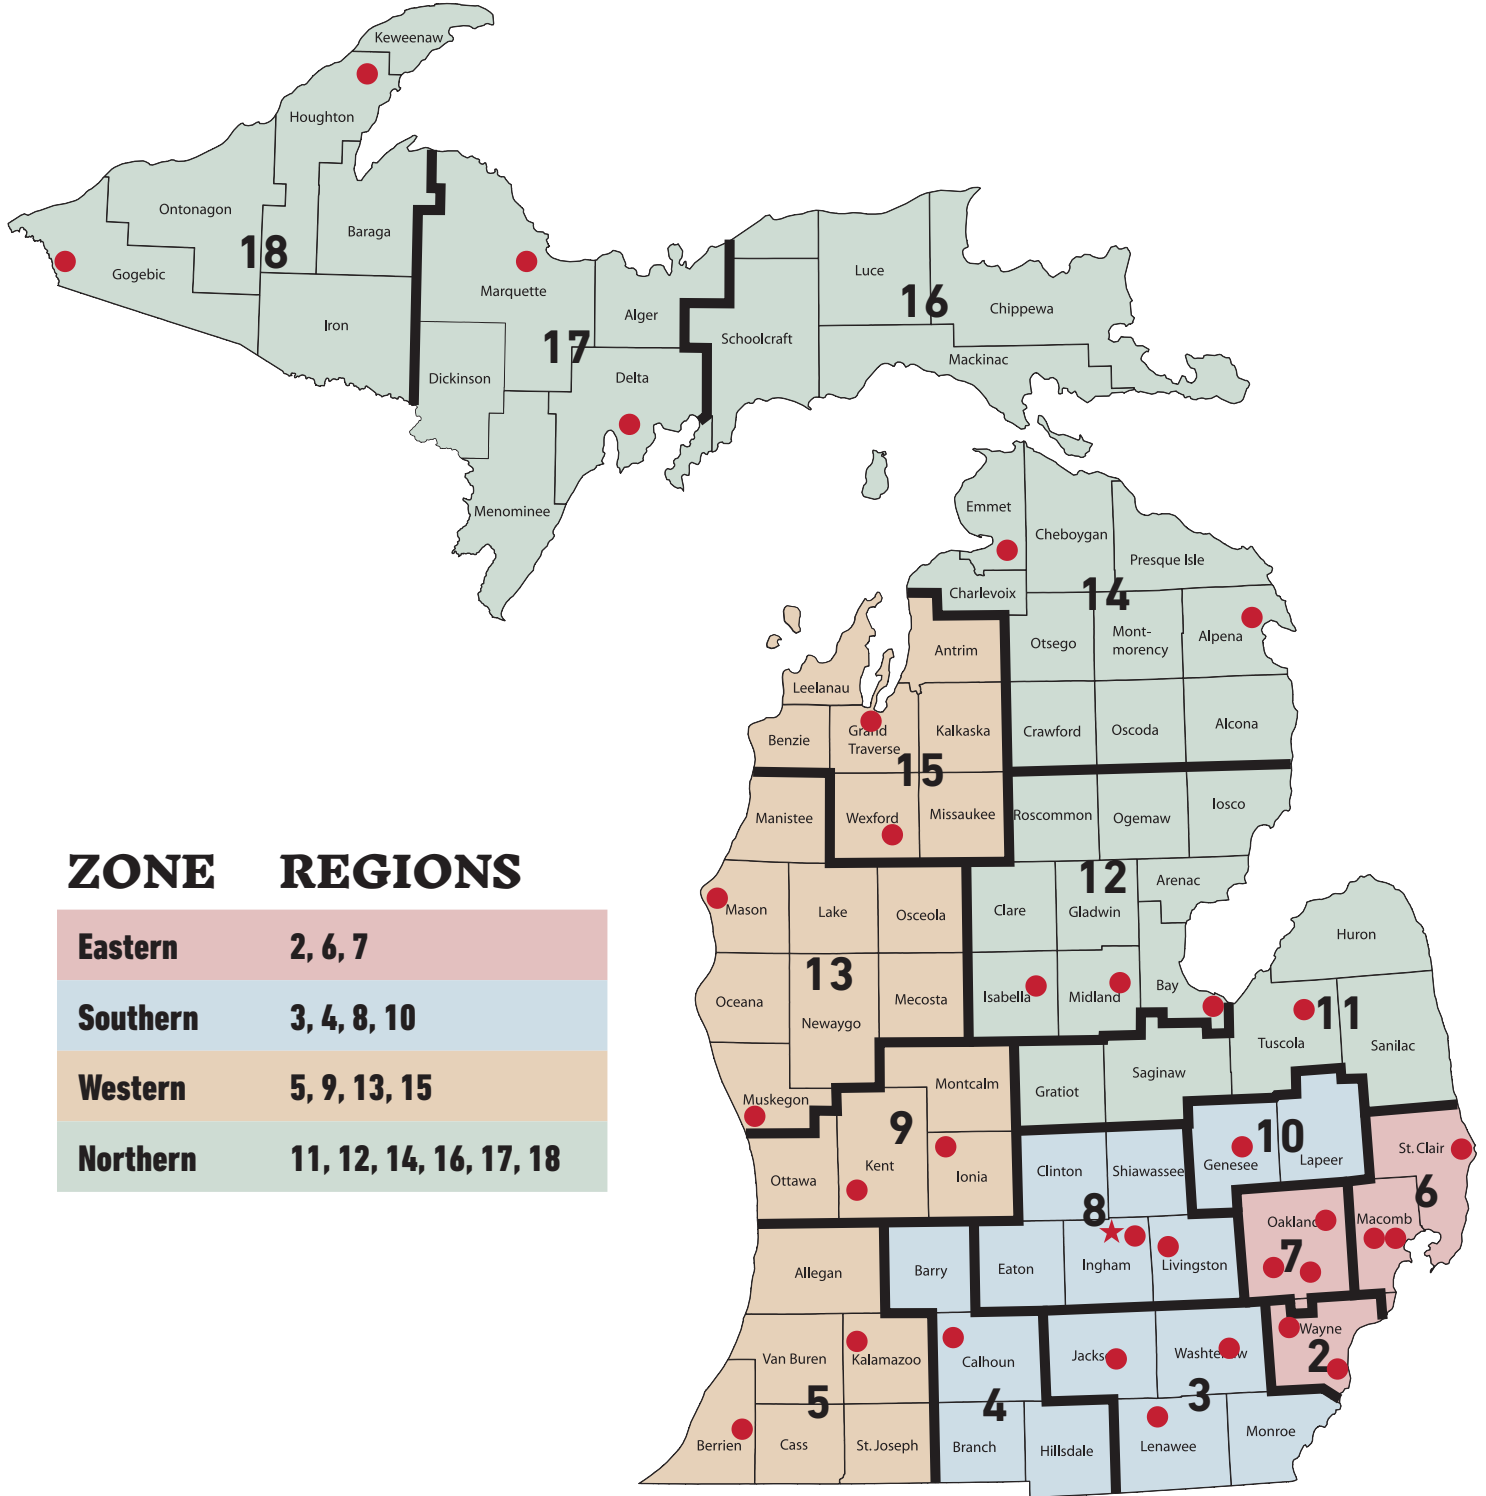 Keweenaw
Houghton
Ontonagon
Baraga
18
Gogebic
Iron
Marquette
Alger
17
Dickinson
Delta
Menominee
Luce
16
Chippewa
Schoolcraft
Mackinac
Emmet
Cheboygan
Presque Isle
Charlevoix
14
Otsego
Mont-
morency
Alpena
Antrim
Leelanau
Benzie
Grand
Traverse
Kalkaska
Crawford
Oscoda
Alcona
15
Manistee
Wexford
Missaukee
Roscommon
Ogemaw
Iosco
12
Arenac
Mason
Lake
Osceola
Clare
Gladwin
Huron
13
Oceana
Newaygo
Mecosta
Isabella
Midland
Bay
11
Tuscola
Sanilac
Muskegon
Montcalm
Gratiot
Saginaw
9
10
Ottawa
Kent
Ionia
Clinton
Shiawassee
Genesee
Lapeer
St. Clair
6
8
Oakland
Macomb
7
Allegan
Barry
Eaton
Ingham
Livingston
Van Buren
Kalamazoo
Calhoun
Jacks
Washtenaw
Wayne
2
5
4
3
Berrien
Cass
St. Joseph
Branch
Hillsdale
Lenawee
Monroe
ZONE REGIONS
Eastern 2, 6, 7
Southern 3, 4, 8, 10
Western 5, 9, 13, 15
Northern 11, 12, 14, 16, 17, 18